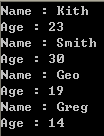 Name : Kith
Age : 23
Name : Smith
Age : 30
Name : Geo
Age : 19
Name : Greg
Age : 14